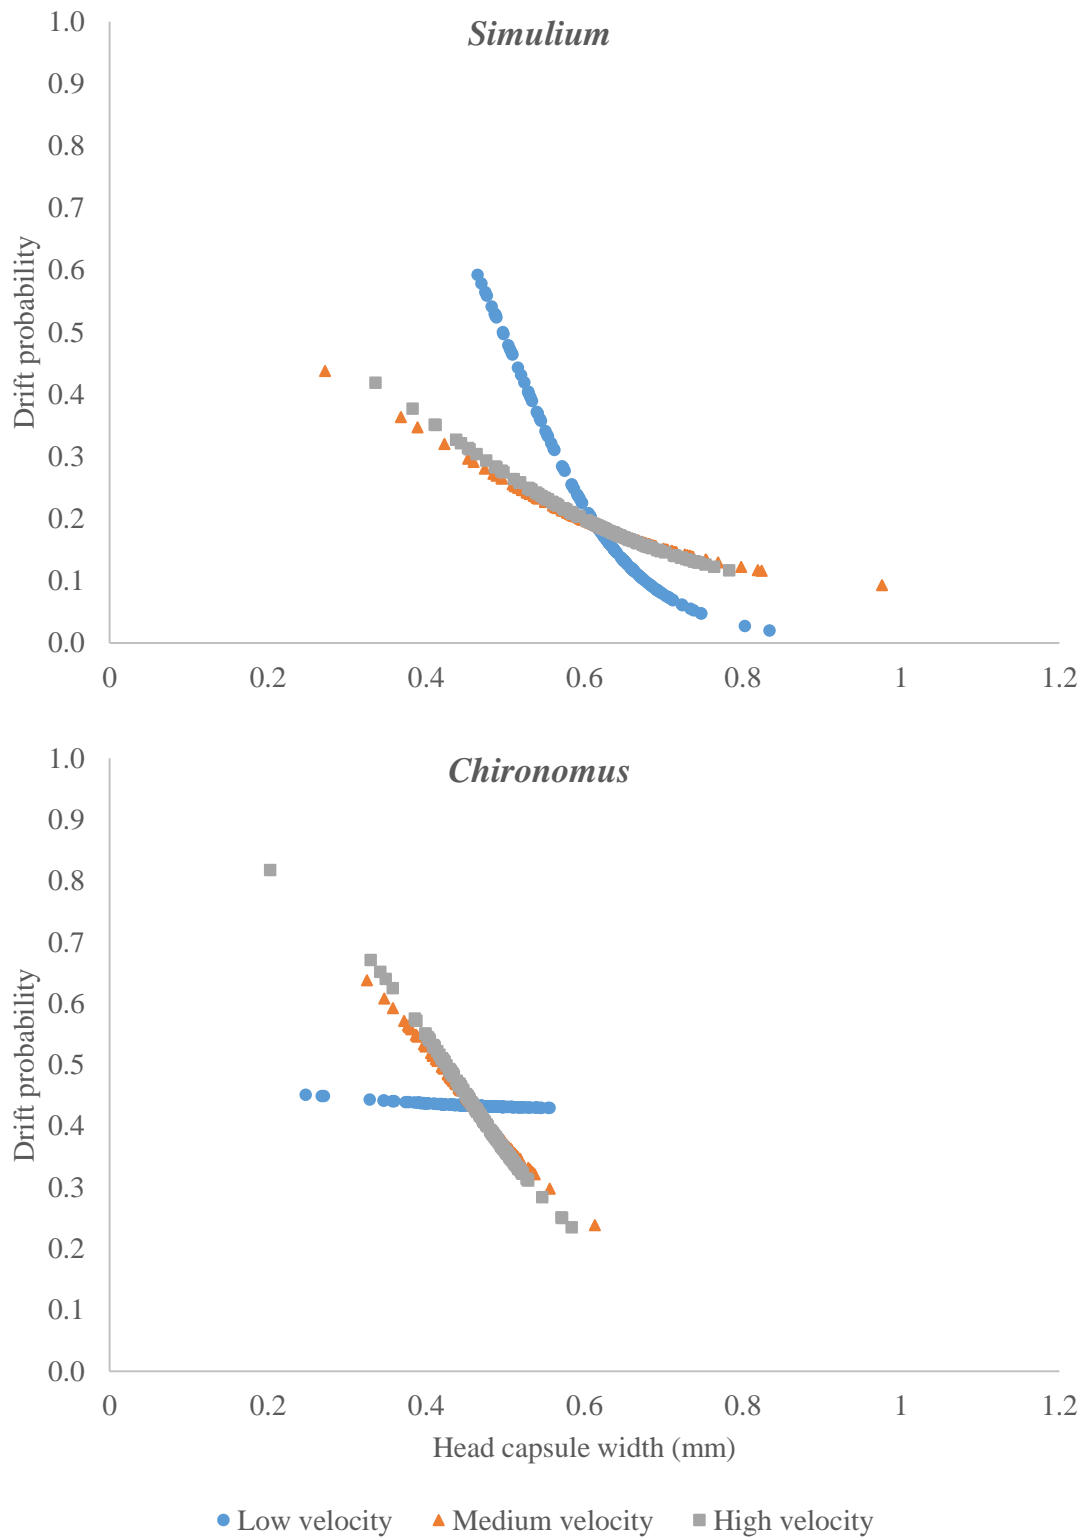 Simulium
1.0
0.9
0.8
0.7
0.6
0.5
0.4
0.3
0.2
0.1
0.0
Drift probability
0 0.2 0.4 0.6 0.8 1 1.2
Chironomus
1.0
0.9
0.8
0.7
0.6
0.5
0.4
0.3
0.2
0.1
0.0
Drift probability
0 0.2 0.4 0.6 0.8 1 1.2
Head capsule width (mm)
Low velocity Medium velocity High velocity